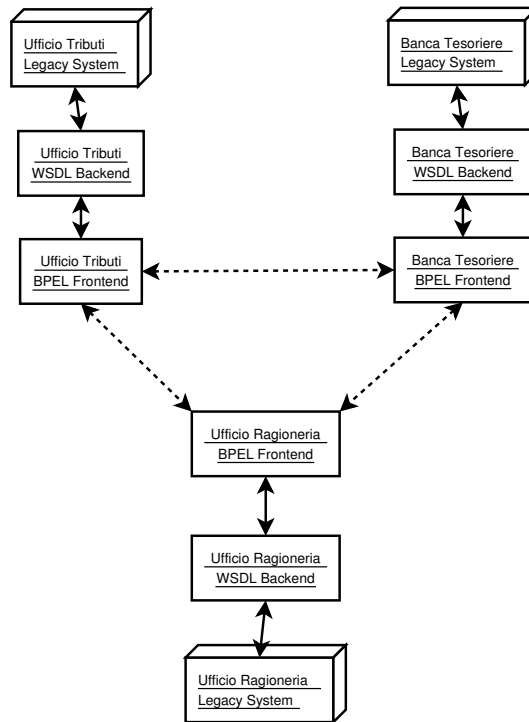 Ufficio Tributi
Legacy System
Banca Tesoriere
Legacy System
Ufficio Tributi
WSDL Backend
Banca Tesoriere
WSDL Backend
Ufficio Tributi
BPEL Frontend
Banca Tesoriere
BPEL Frontend
Ufficio Ragioneria
BPEL Frontend
Ufficio Ragioneria
WSDL Backend
Ufficio Ragioneria
Legacy System